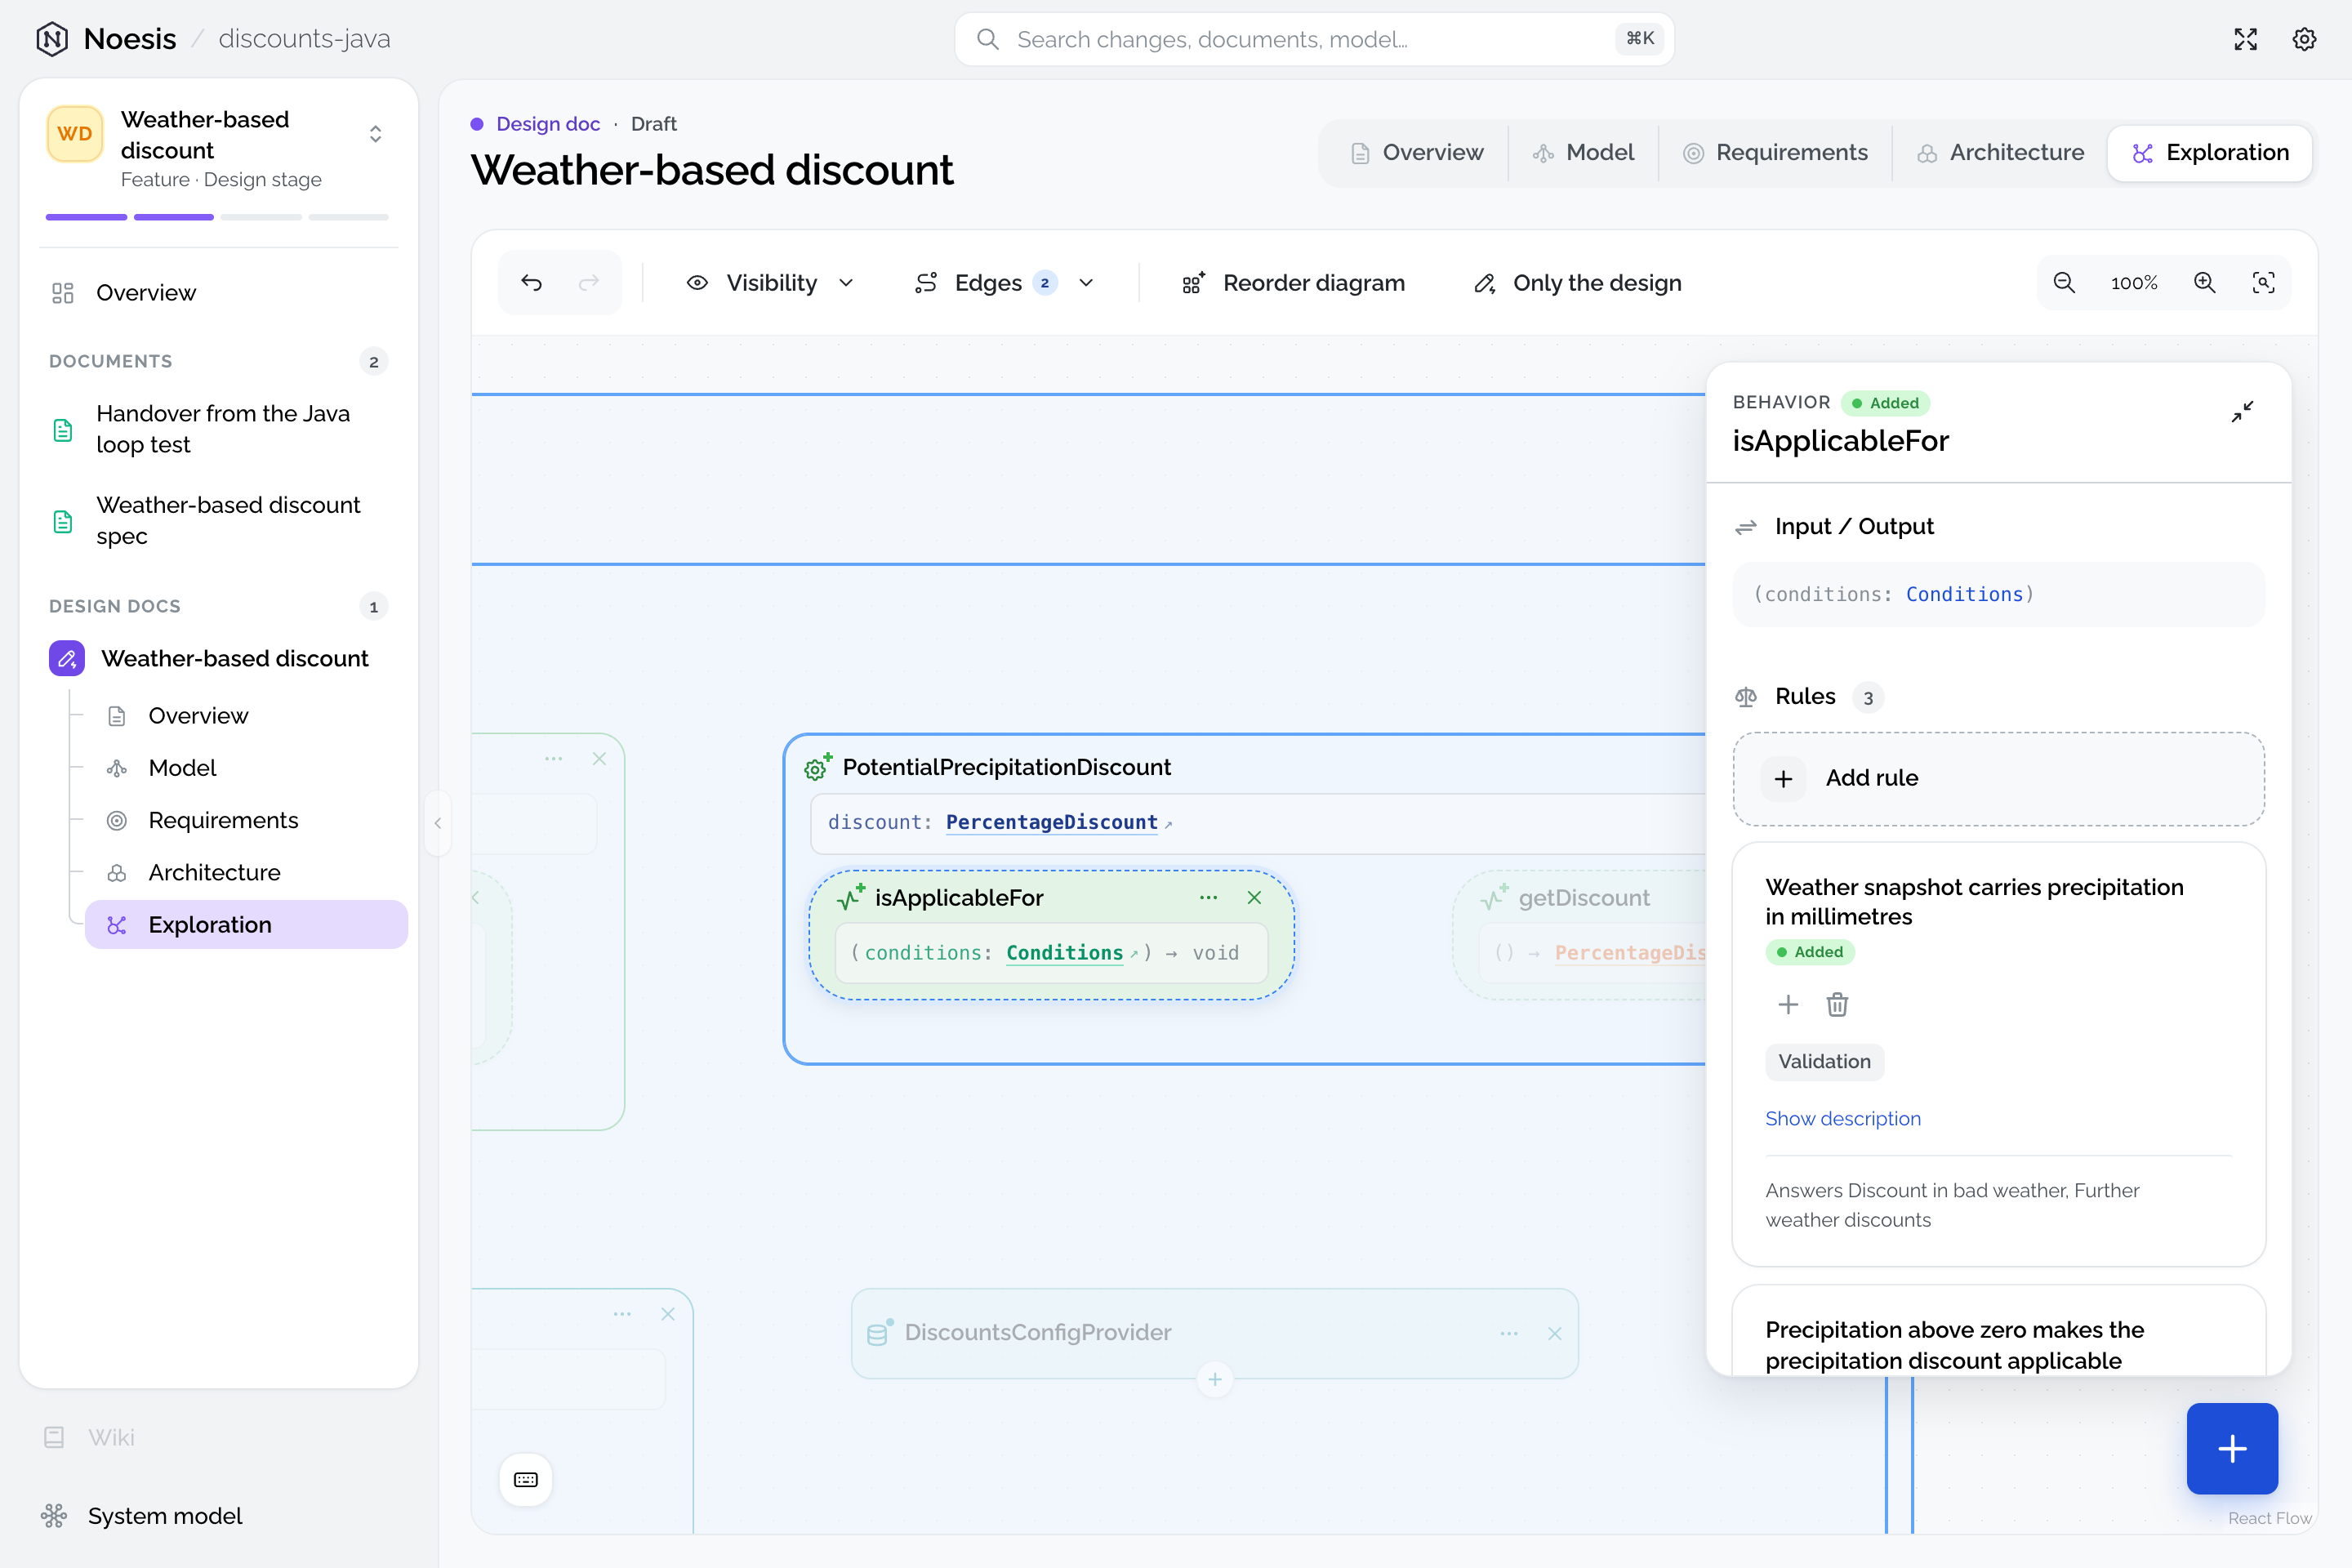 Noesis / discounts-java
Search changes, documents, model… ⌘K
WD
Weather-based
discount
Feature · Design stage
Overview
DOCUMENTS 2
Handover from the Java
loop test
Weather-based discount
spec
DESIGN DOCS 1
Weather-based discount
Overview
Model
Requirements
Architecture
Exploration
Wiki
System model
Design doc · Draft
Weather-based discount
Overview
Model
Requirements
Architecture
Exploration
Visibility
Edges 2
Reorder diagram
Only the design
100%
PotentialPrecipitationDiscount
discount: PercentageDiscount ↗
isApplicableFor
(conditions: Conditions ↗) → void
getDiscount
() → PercentageDis
DiscountsConfigProvider
BEHAVIOR Added
isApplicableFor
Input / Output
(conditions: Conditions)
Rules 3
Add rule
Weather snapshot carries precipitation
in millimetres
Added
Validation
Show description
Answers Discount in bad weather, Further
weather discounts
Precipitation above zero makes the
precipitation discount applicable
React Flow